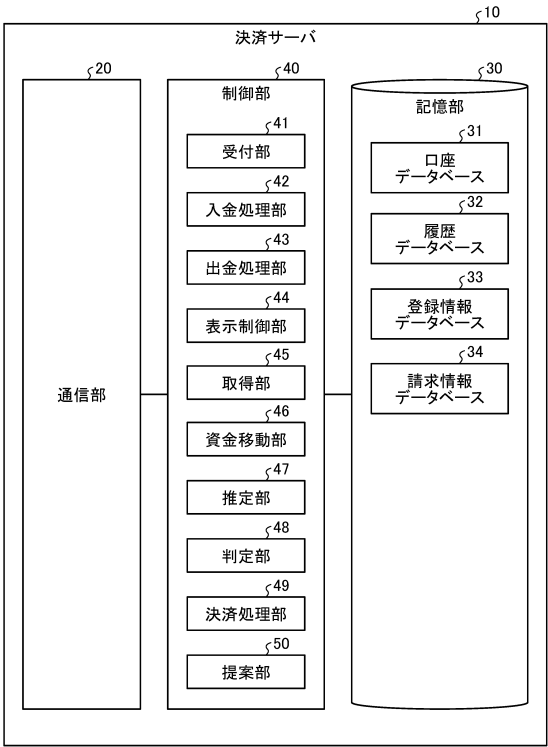 10
決済サーバ
20
通信部
40
制御部
41
受付部
42
入金処理部
43
出金処理部
44
表示制御部
45
取得部
46
資金移動部
47
推定部
48
判定部
49
決済処理部
50
提案部
30
記憶部
31
口座
データベース
32
履歴
データベース
33
登録情報
データベース
34
請求情報
データベース